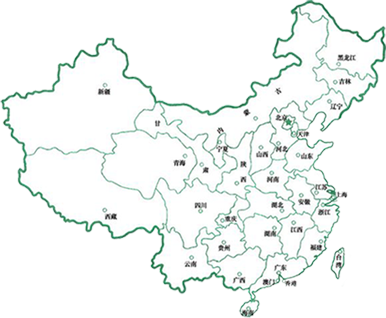 黑龙江
吉林
辽宁
新疆
内
蒙
古
北京
天津
甘
肃
宁夏
山西
河北
山东
青海
陕
西
河南
江苏
上海
安徽
西藏
四川
重庆
湖北
浙江
湖南
江西
贵州
福建
云南
台
湾
广西
广东
澳门
香港
海南